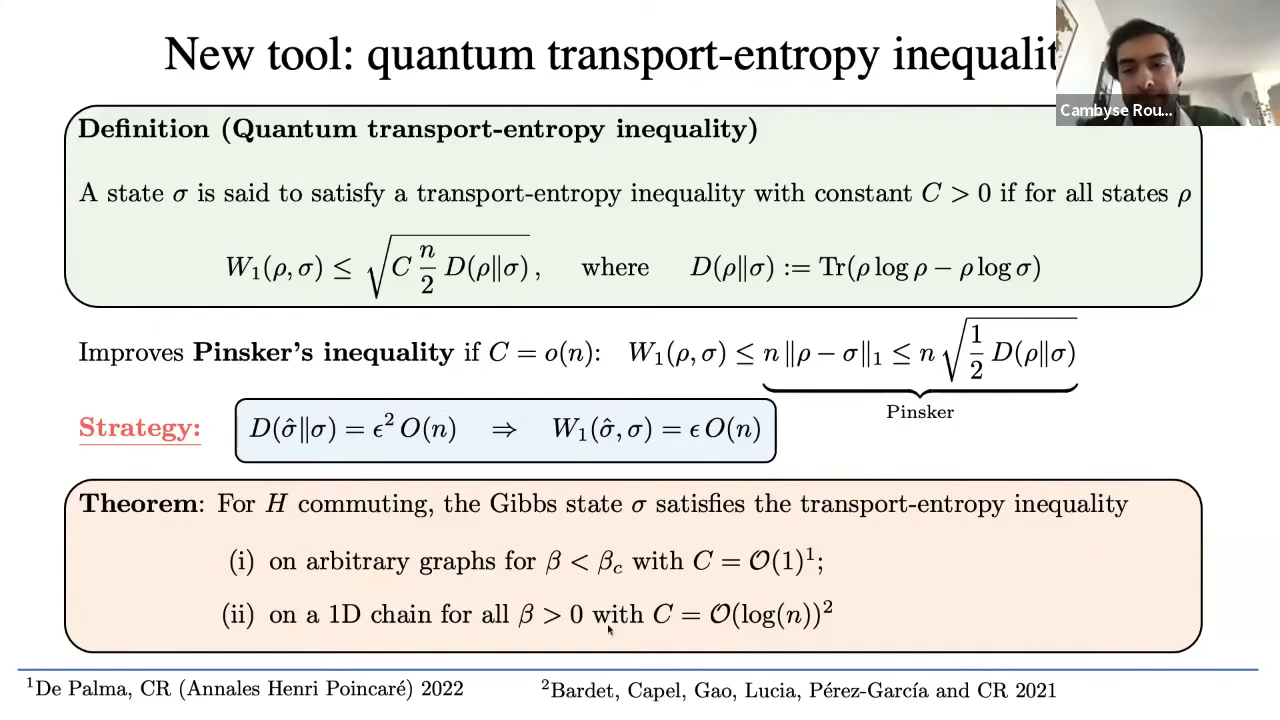 New tool: quantum transport-entropy inequalit
Cambyse Rou...
Definition (Quantum transport-entropy inequality)
A state σ is said to satisfy a transport-entropy inequality with constant C > 0 if for all states ρ
W₁(ρ, σ) ≤ √(C n/2 D(ρ‖σ)), where D(ρ‖σ) := Tr(ρ log ρ − ρ log σ)
Improves Pinsker's inequality if C = o(n): W₁(ρ, σ) ≤ n ‖ρ − σ‖₁ ≤ n √(1/2 D(ρ‖σ))
Pinsker
Strategy: D(σ̂‖σ) = ϵ² O(n) ⇒ W₁(σ̂, σ) = ϵ O(n)
Theorem: For H commuting, the Gibbs state σ satisfies the transport-entropy inequality
(i) on arbitrary graphs for β < β_c with C = 𝒪(1)¹;
(ii) on a 1D chain for all β > 0 with C = 𝒪(log(n))²
¹De Palma, CR (Annales Henri Poincaré) 2022
²Bardet, Capel, Gao, Lucia, Pérez-García and CR 2021